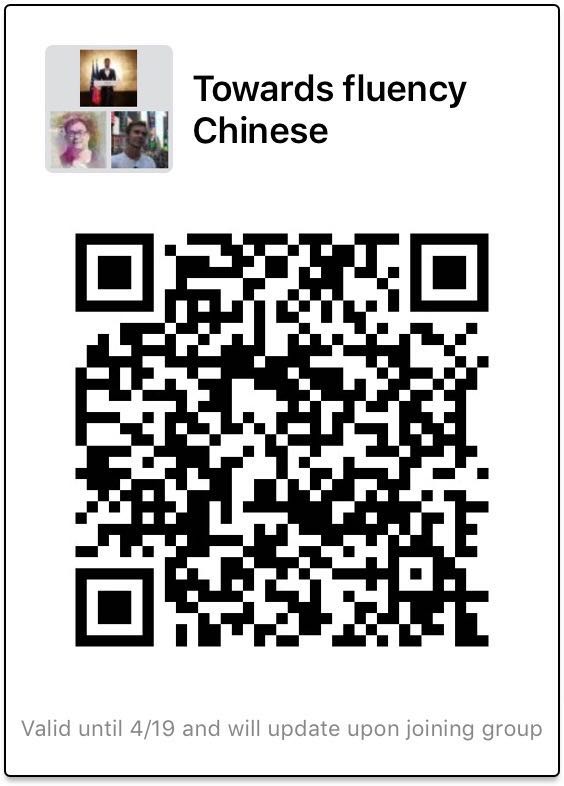 Towards fluency
Chinese
Valid until 4/19 and will update upon joining group